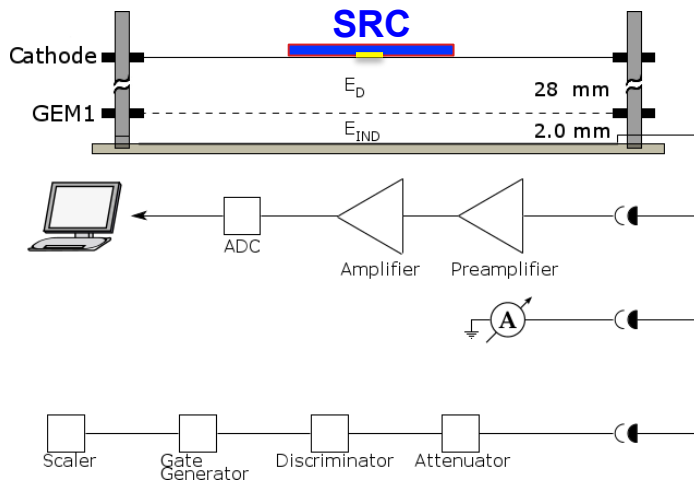 SRC
Cathode
E_D
28 mm
GEM1
E_IND
2.0 mm
ADC
Amplifier
Preamplifier
A
Scaler
Gate
Generator
Discriminator
Attenuator